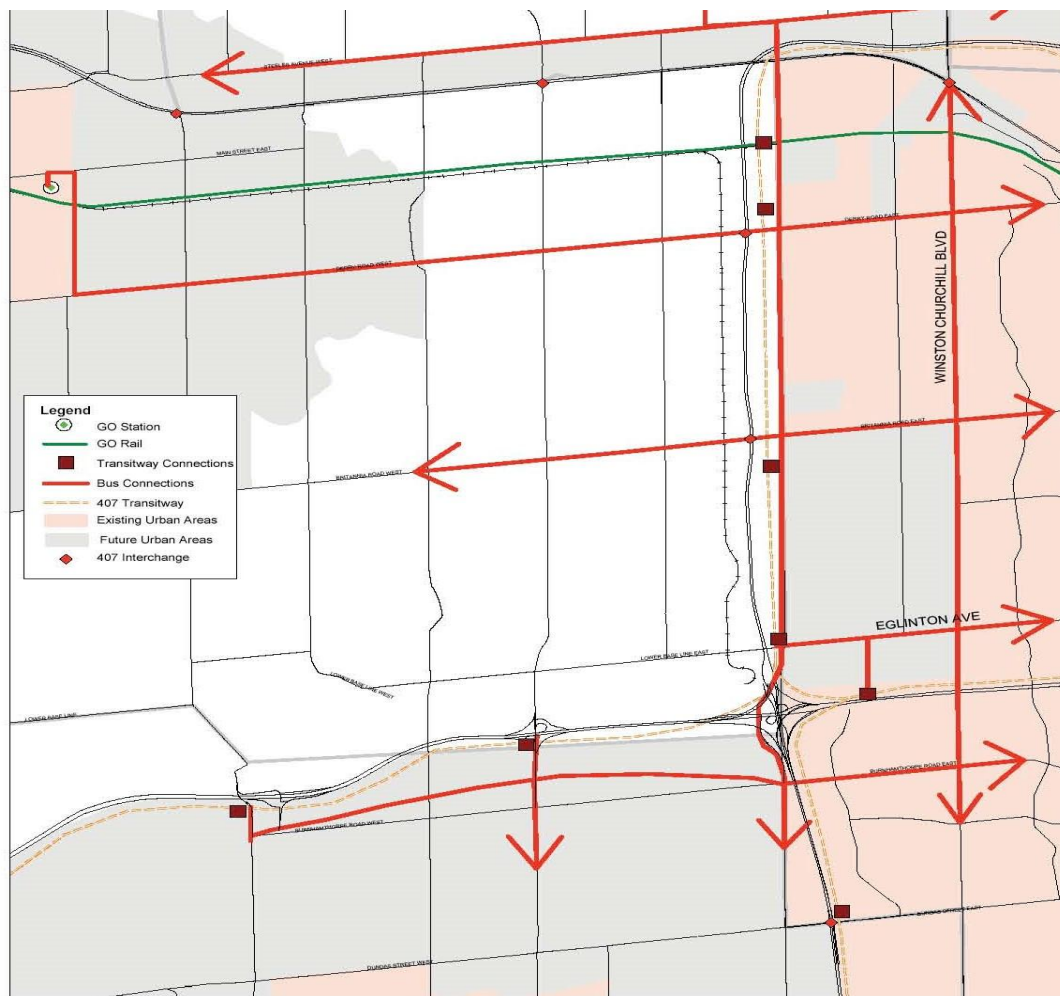 STEELES AVENUE WEST
MAIN STREET EAST
DERRY ROAD EAST
DERRY ROAD WEST
WINSTON CHURCHILL BLVD
BRITANNIA ROAD EAST
BRITANNIA ROAD WEST
Legend
GO Station
GO Rail
Transitway Connections
Bus Connections
407 Transitway
Existing Urban Areas
Future Urban Areas
407 Interchange
EGLINTON AVE
LOWER BASE LINE EAST
LOWER BASE LINE WEST
LOWER BASE LINE
BURNHAMTHORPE ROAD EAST
BURNHAMTHORPE ROAD WEST
DUNDAS STREET EAST
DUNDAS STREET WEST